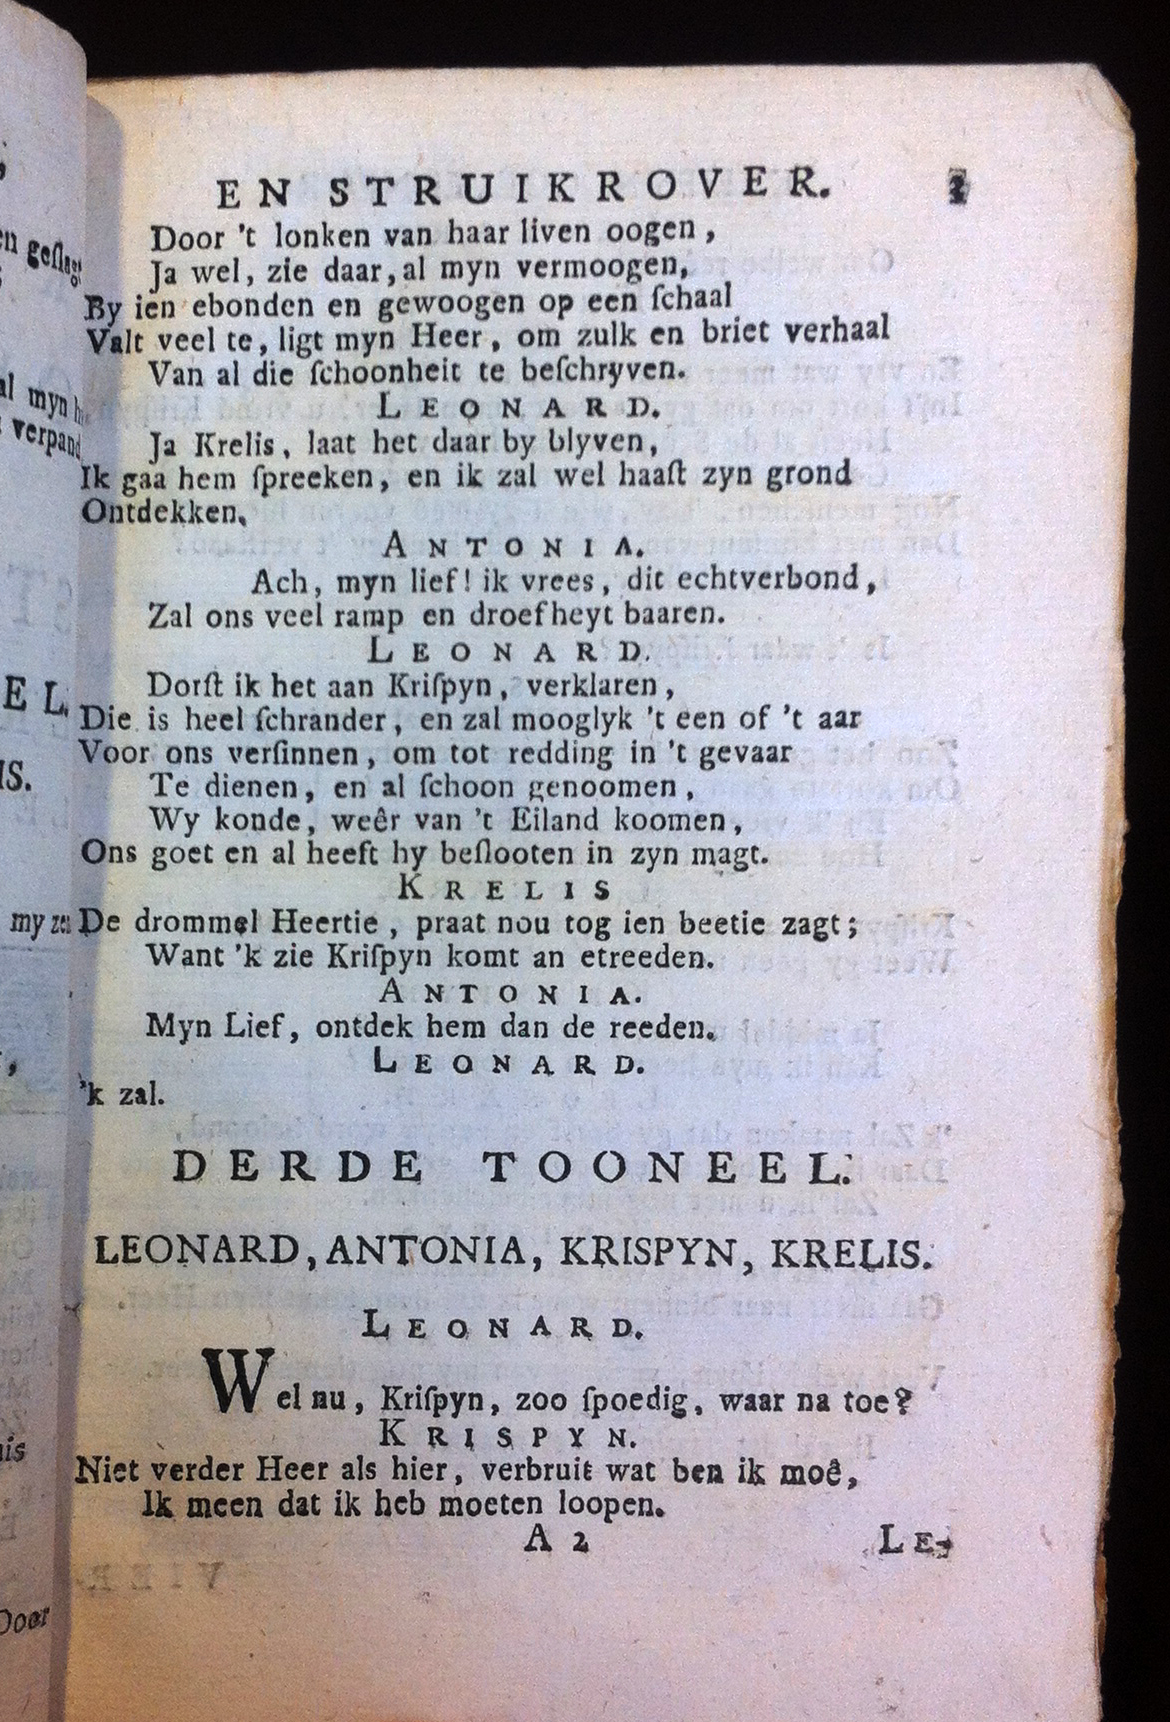 EN STRUIKROVER.
Door 't lonken van haar liven oogen,
Ja wel, zie daar, al myn vermoogen,
By ien ebonden en gewoogen op een ſchaal
Valt veel te, ligt myn Heer, om zulk en briet verhaal
Van al die ſchoonheit te beſchryven.
LEONARD.
Ja Krelis, laat het daar by blyven,
Ik gaa hem ſpreeken, en ik zal wel haaſt zyn grond
Ontdekken.
ANTONIA.
Ach, myn lief! ik vrees, dit echtverbond,
Zal ons veel ramp en droefheyt baaren.
LEONARD.
Dorſt ik het aan Kriſpyn, verklaren,
Die is heel ſchrander, en zal mooglyk 't een of 't aar
Voor ons verſinnen, om tot redding in 't gevaar
Te dienen, en al ſchoon genoomen,
Wy konde, weêr van 't Eiland koomen,
Ons goet en al heeft hy beſlooten in zyn magt.
KRELIS
De drommel Heertie, praat nou tog ien beetie zagt;
Want 'k zie Kriſpyn komt an etreeden.
ANTONIA.
Myn Lief, ontdek hem dan de reeden.
LEONARD.
'k zal.
DERDE TOONEEL.
LEONARD, ANTONIA, KRISPYN, KRELIS.
LEONARD.
Wel nu, Kriſpyn, zoo ſpoedig, waar na toe?
KRISPYN.
Niet verder Heer als hier, verbruit wat ben ik moê,
Ik meen dat ik heb moeten loopen.
A 2 LE-